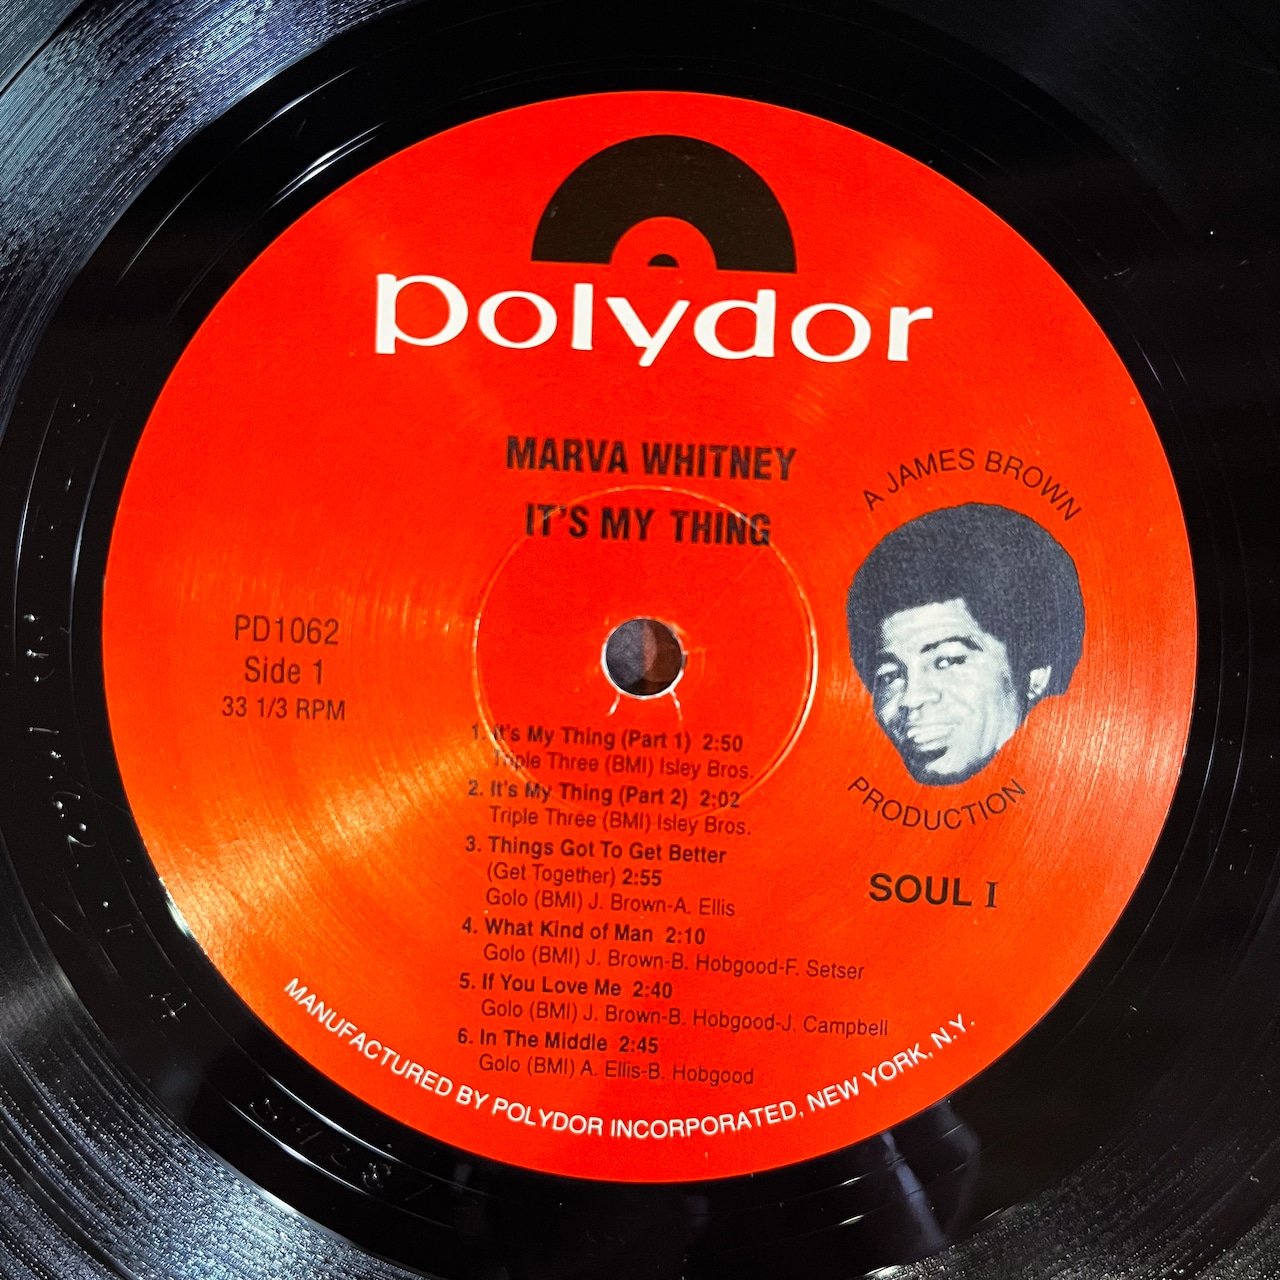 polydor
MARVA WHITNEY
IT'S MY THING
A JAMES BROWN
PRODUCTION
SOUL I
PD1062
Side 1
33 1/3 RPM
1. It's My Thing (Part 1) 2:50
Triple Three (BMI) Isley Bros.
2. It's My Thing (Part 2) 2:02
Triple Three (BMI) Isley Bros.
3. Things Got To Get Better
(Get Together) 2:55
Golo (BMI) J. Brown-A. Ellis
4. What Kind of Man 2:10
Golo (BMI) J. Brown-B. Hobgood-F. Setser
5. If You Love Me 2:40
Golo (BMI) J. Brown-B. Hobgood-J. Campbell
6. In The Middle 2:45
Golo (BMI) A. Ellis-B. Hobgood
MANUFACTURED BY POLYDOR INCORPORATED, NEW YORK, N.Y.